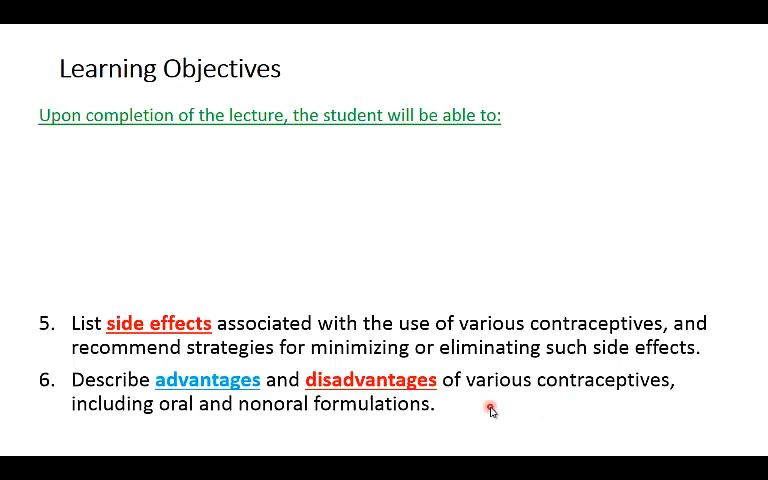 Learning Objectives
Upon completion of the lecture, the student will be able to:
5. List side effects associated with the use of various contraceptives, and
recommend strategies for minimizing or eliminating such side effects.
6. Describe advantages and disadvantages of various contraceptives,
including oral and nonoral formulations.